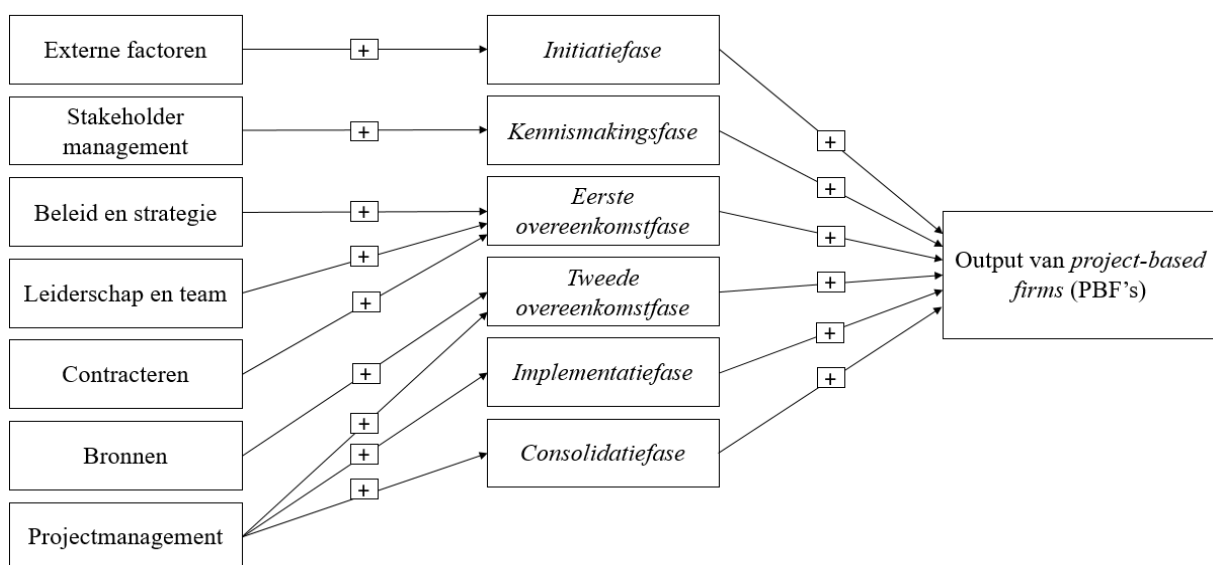 Externe factoren
+
Initiatiefase
Stakeholder
management
+
Kennismakingsfase
+
+
Beleid en strategie
+
Eerste
overeenkomstfase
+
+
Leiderschap en team
+
Tweede
overeenkomstfase
+
Output van project-based
firms (PBF's)
Contracteren
+
Implementatiefase
+
+
+
Bronnen
+
+
Consolidatiefase
+
Projectmanagement